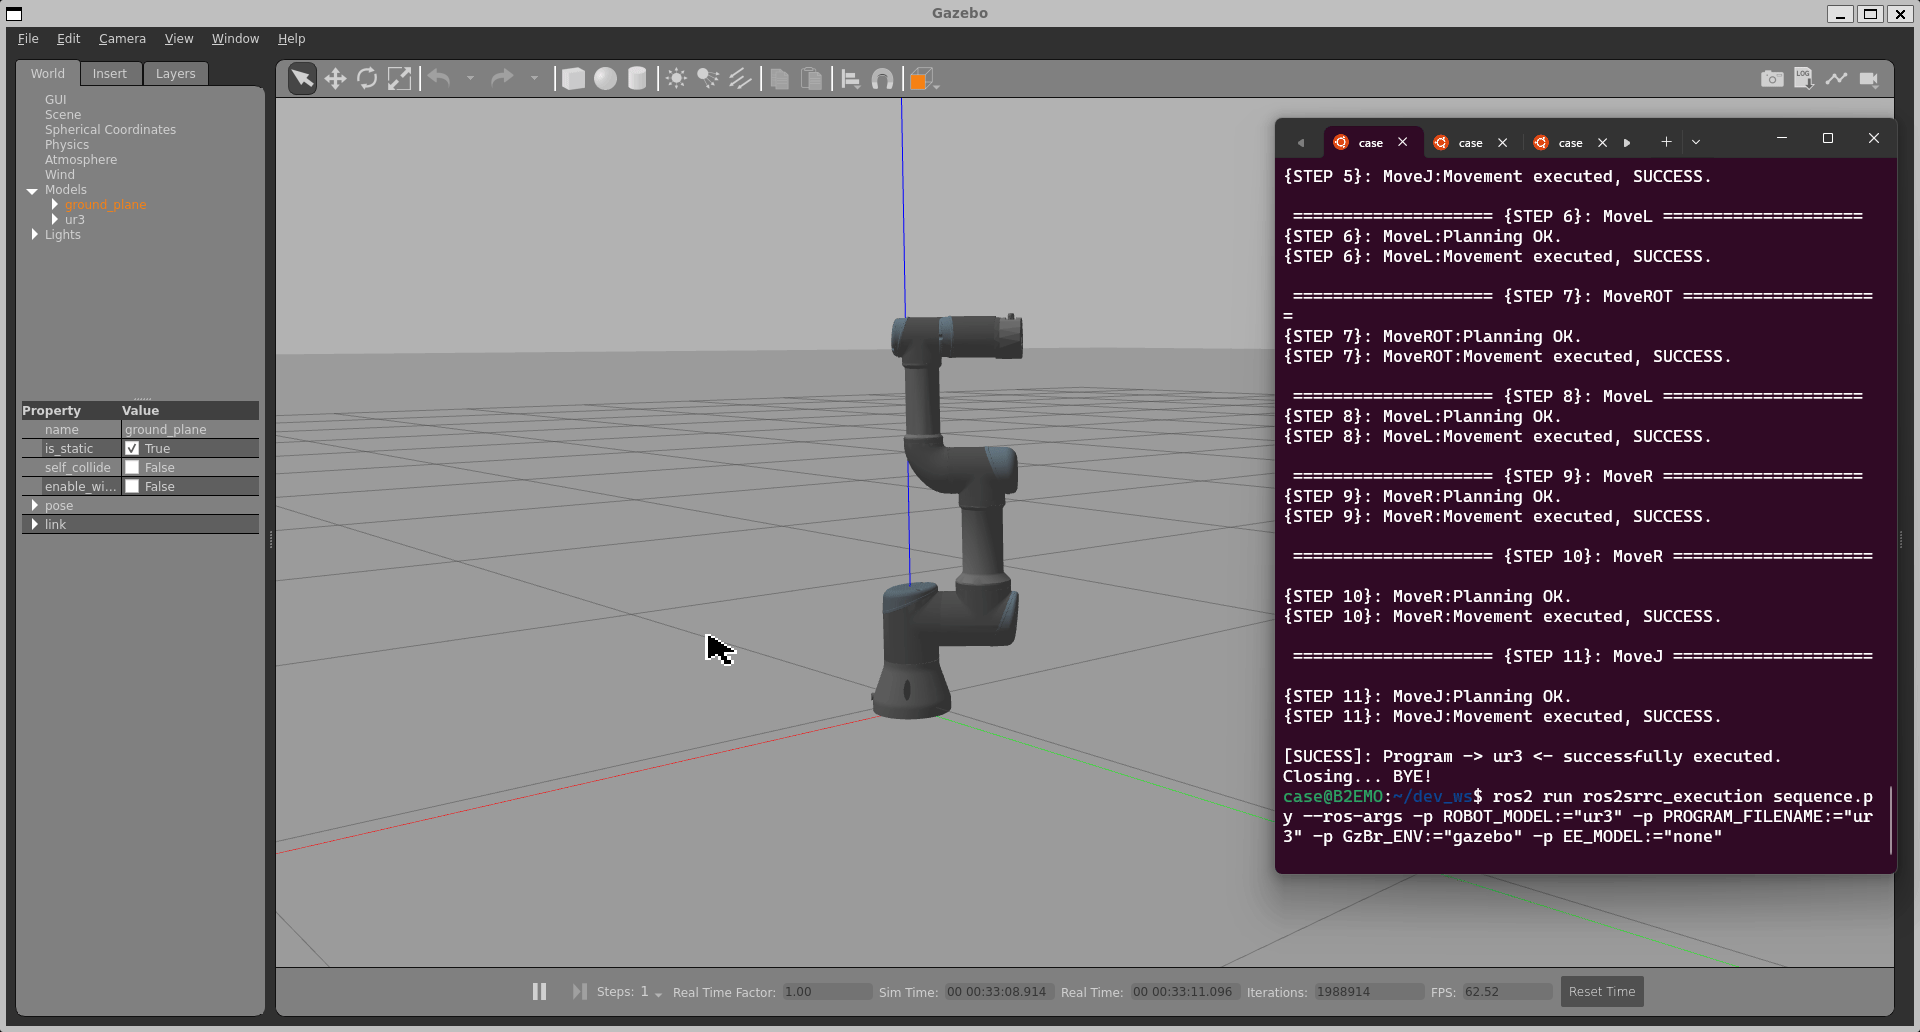 Gazebo
File Edit Camera View Window Help
World Insert Layers
GUI
Scene
Spherical Coordinates
Physics
Atmosphere
Wind
Models
ground_plane
ur3
Lights
Property Value
name ground_plane
is_static True
self_collide False
enable_wi... False
pose
link
LOG
case case case
{STEP 5}: MoveJ:Movement executed, SUCCESS.
==================== {STEP 6}: MoveL ====================
{STEP 6}: MoveL:Planning OK.
{STEP 6}: MoveL:Movement executed, SUCCESS.
==================== {STEP 7}: MoveROT ===================
=
{STEP 7}: MoveROT:Planning OK.
{STEP 7}: MoveROT:Movement executed, SUCCESS.
==================== {STEP 8}: MoveL ====================
{STEP 8}: MoveL:Planning OK.
{STEP 8}: MoveL:Movement executed, SUCCESS.
==================== {STEP 9}: MoveR ====================
{STEP 9}: MoveR:Planning OK.
{STEP 9}: MoveR:Movement executed, SUCCESS.
==================== {STEP 10}: MoveR ====================
{STEP 10}: MoveR:Planning OK.
{STEP 10}: MoveR:Movement executed, SUCCESS.
==================== {STEP 11}: MoveJ ====================
{STEP 11}: MoveJ:Planning OK.
{STEP 11}: MoveJ:Movement executed, SUCCESS.
[SUCESS]: Program -> ur3 <- successfully executed.
Closing... BYE!
case@B2EMO:~/dev_ws$ ros2 run ros2srrc_execution sequence.p
y --ros-args -p ROBOT_MODEL:="ur3" -p PROGRAM_FILENAME:="ur
3" -p GzBr_ENV:="gazebo" -p EE_MODEL:="none"
Steps: 1 Real Time Factor: 1.00 Sim Time: 00 00:33:08.914 Real Time: 00 00:33:11.096 Iterations: 1988914 FPS: 62.52 Reset Time